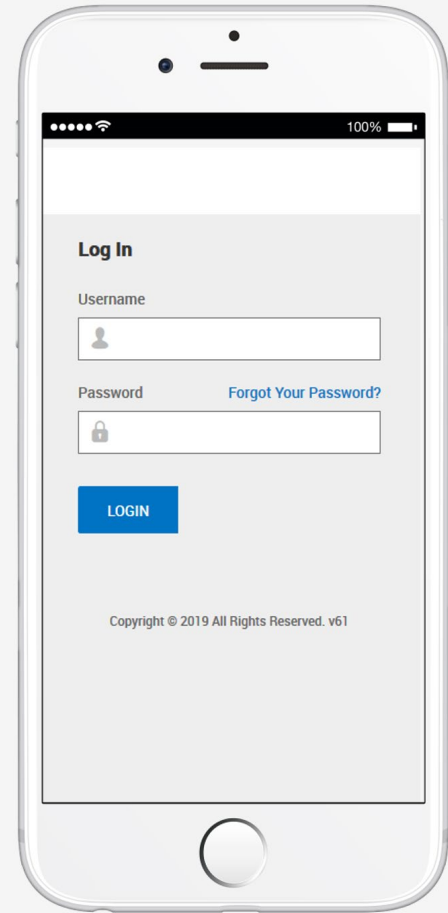 100%
Log In
Username
Password Forgot Your Password?
LOGIN
Copyright © 2019 All Rights Reserved. v61